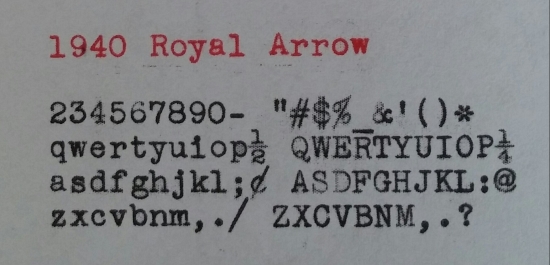 1940 Royal Arrow
234567890- "#$%_&'()*
qwertyuiop½ QWERTYUIOP¼
asdfghjkl;¢ ASDFGHJKL:@
zxcvbnm,./ ZXCVBNM,.?